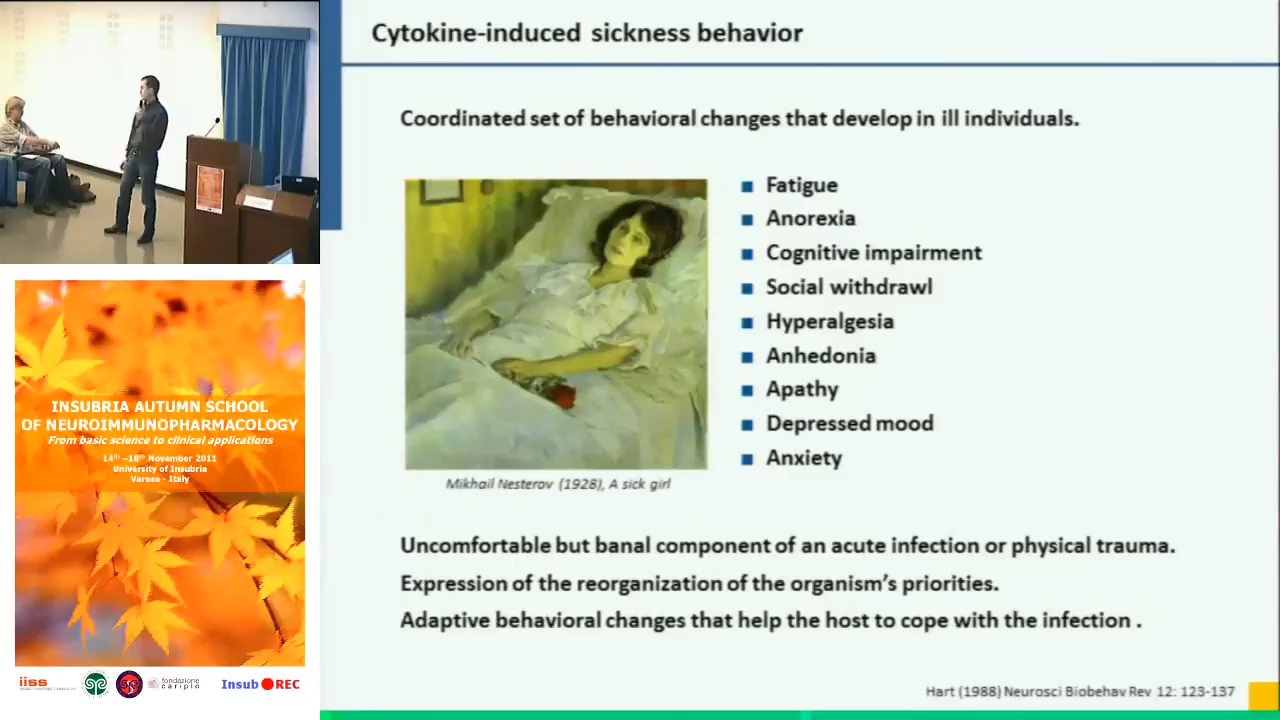 Cytokine-induced sickness behavior
Coordinated set of behavioral changes that develop in ill individuals.
Fatigue
Anorexia
Cognitive impairment
Social withdrawl
Hyperalgesia
Anhedonia
Apathy
Depressed mood
Anxiety
Mikhail Nesterov (1928), A sick girl
Uncomfortable but banal component of an acute infection or physical trauma.
Expression of the reorganization of the organism's priorities.
Adaptive behavioral changes that help the host to cope with the infection .
Hart (1988) Neurosci Biobehav Rev 12: 123-137
INSUBRIA AUTUMN SCHOOL
OF NEUROIMMUNOPHARMACOLOGY
From basic science to clinical applications
14th –18th November 2011
University of Insubria
Varese - Italy
iiss
fondazione
cariplo
Insub REC